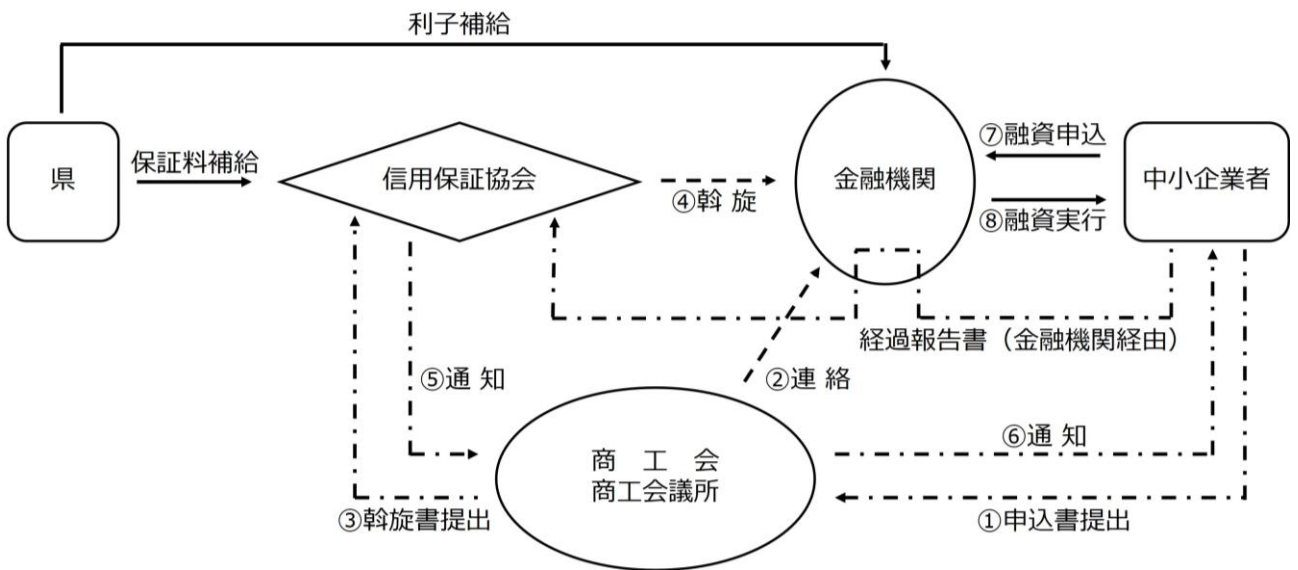 利子補給
県
保証料補給
信用保証協会
④斡 旋
金融機関
⑦融資申込
⑧融資実行
中小企業者
経過報告書（金融機関経由）
⑤通 知
②連 絡
⑥通 知
商　工　会
商工会議所
③斡旋書提出
①申込書提出